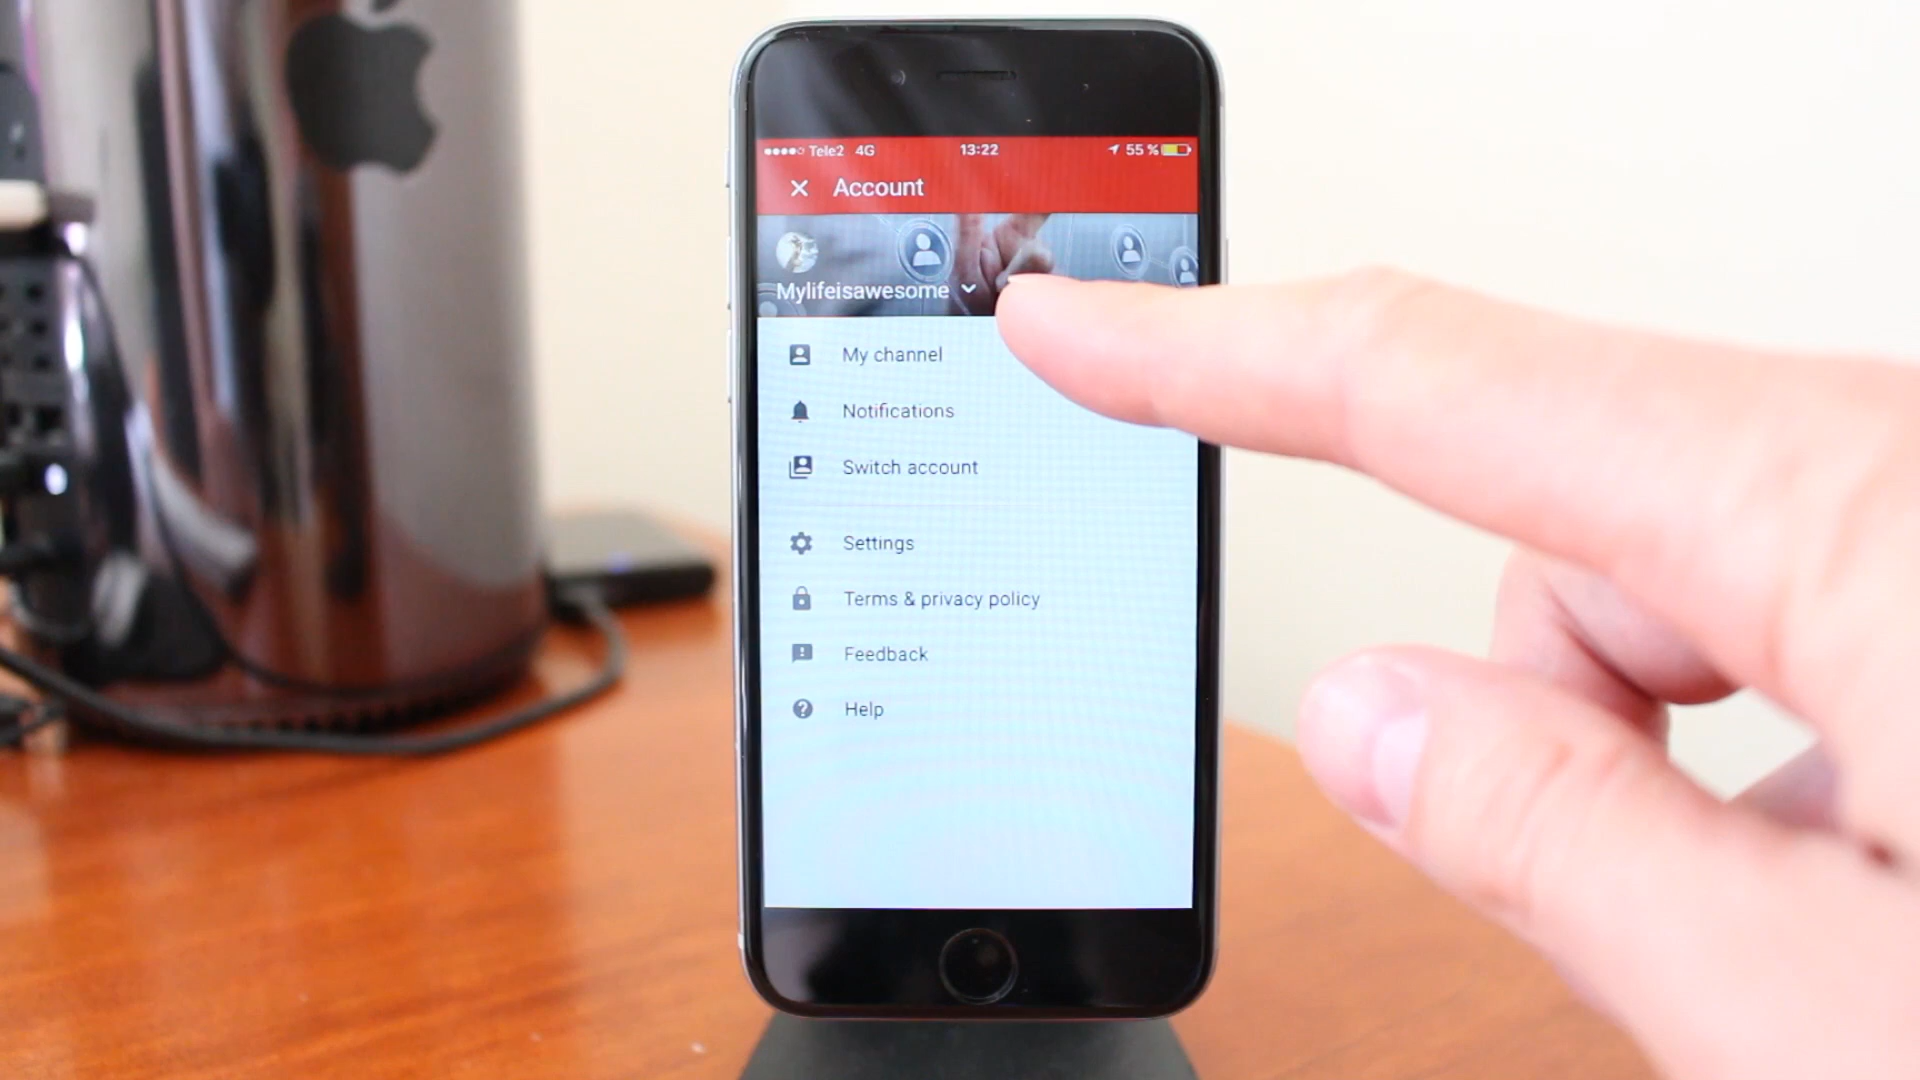 Tele2 4G 13:22 55 %
Account
Mylifeisawesome
My channel
Notifications
Switch account
Settings
Terms & privacy policy
Feedback
Help